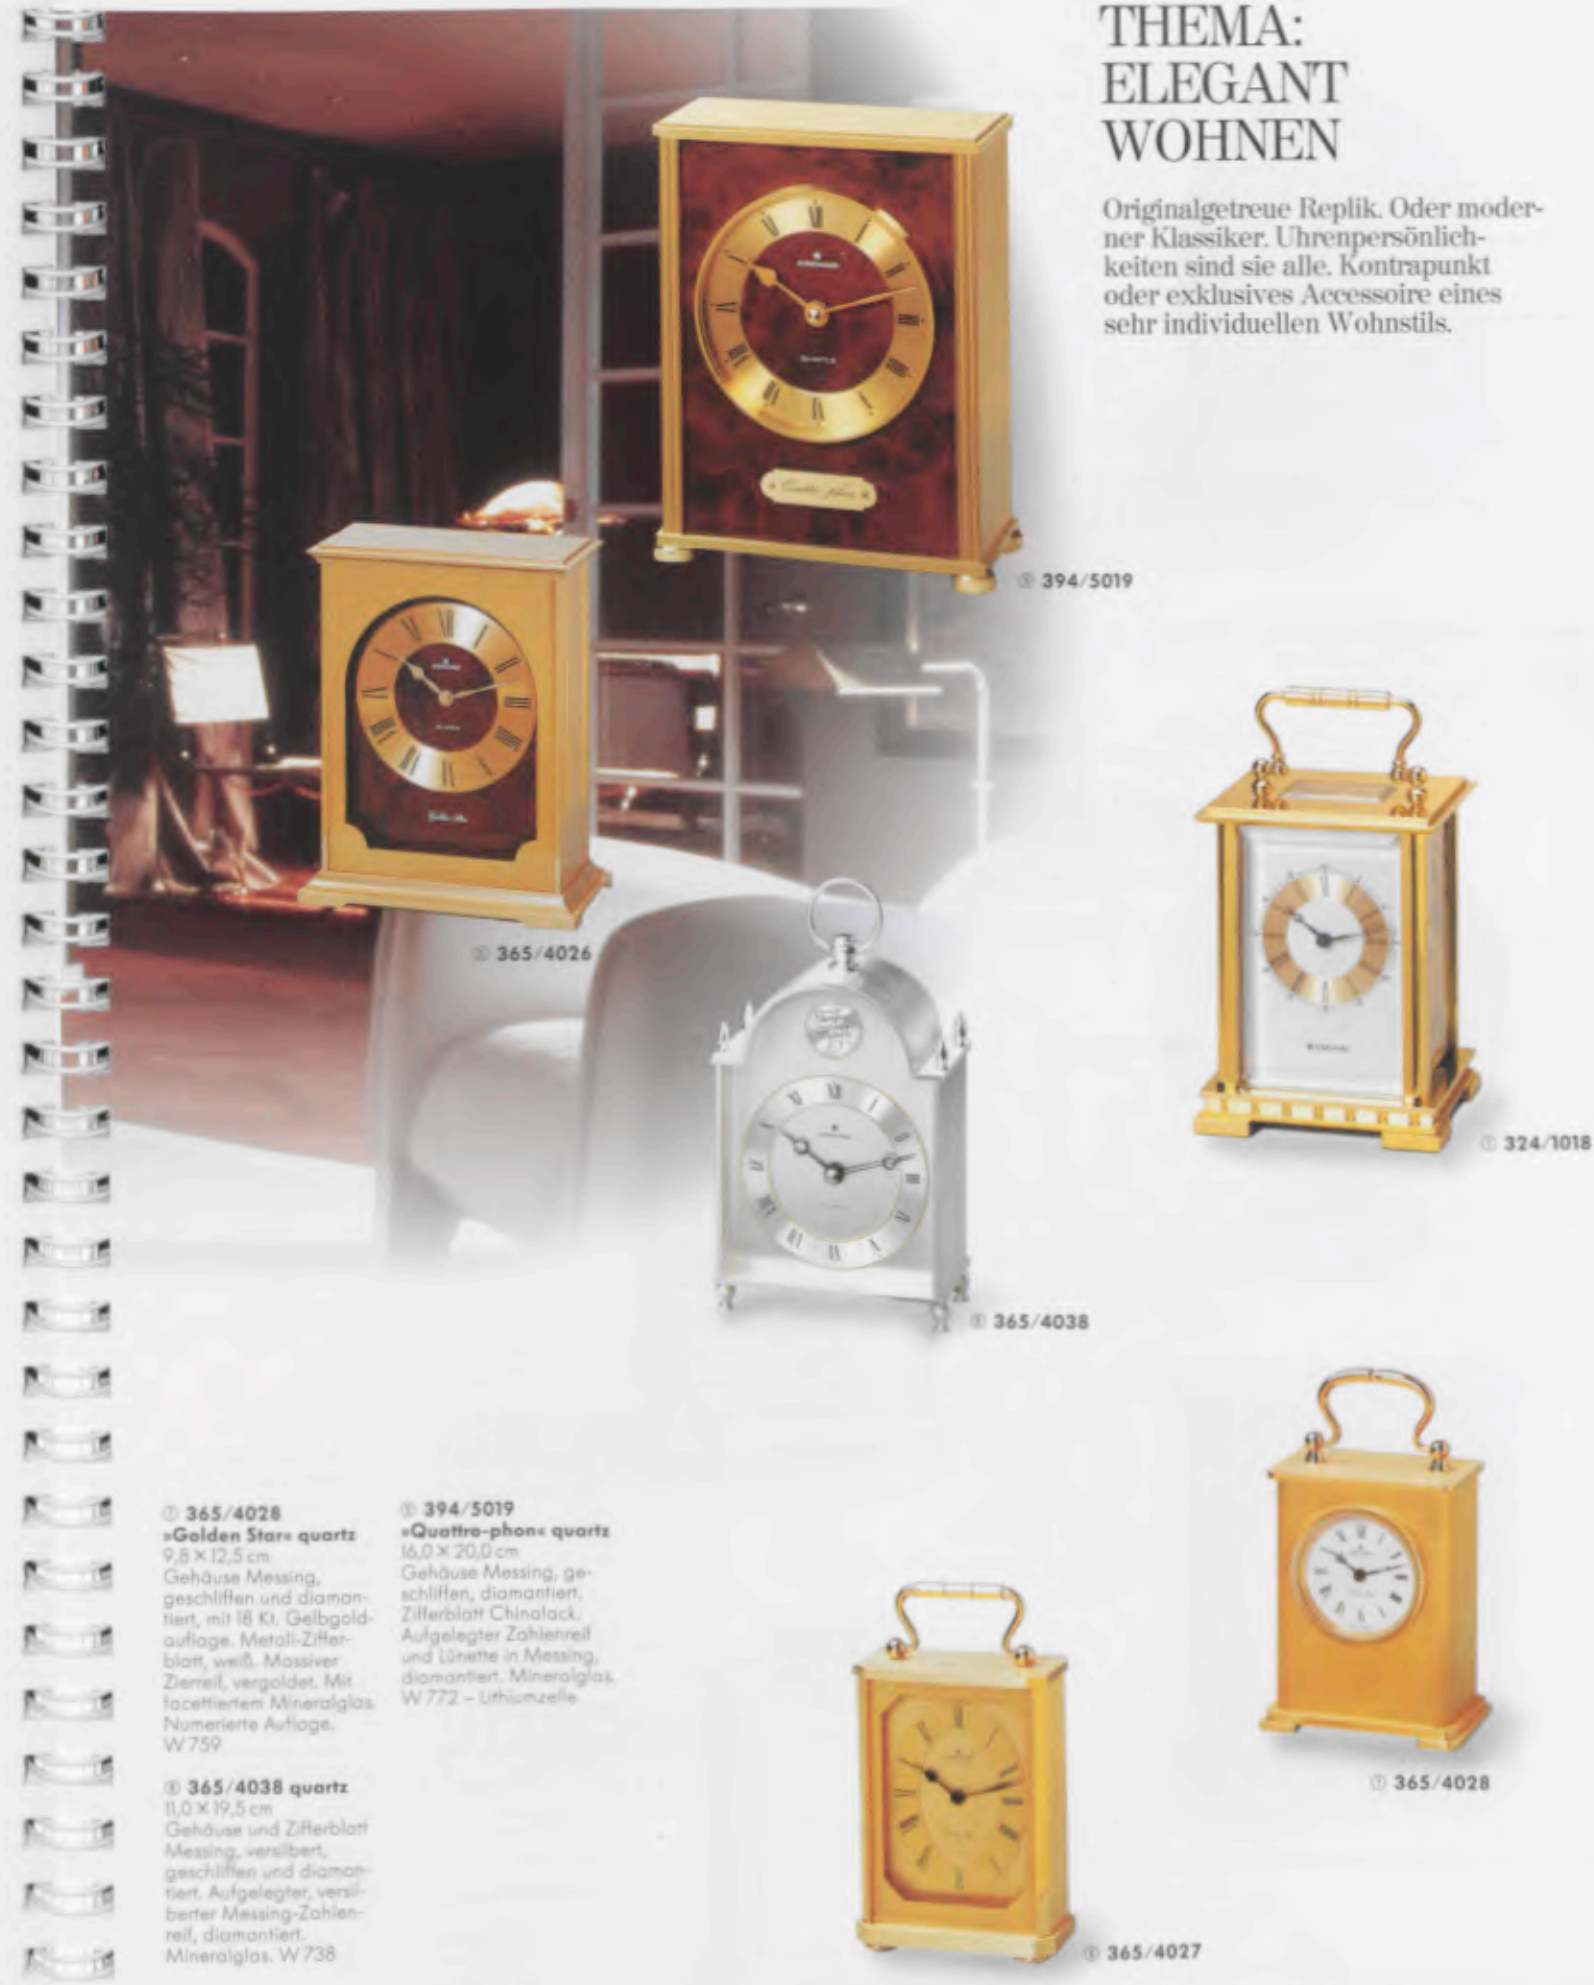 THEMA:
ELEGANT
WOHNEN
Originalgetreue Replik. Oder moder-
ner Klassiker. Uhrenpersönlich-
keiten sind sie alle. Kontrapunkt
oder exklusives Accessoire eines
sehr individuellen Wohnstils.
394/5019
365/4026
324/1018
⑧ 365/4038
⑦ 365/4028
⑥ 365/4027
⑦ 365/4028
»Golden Star« quartz
9,8 × 12,5 cm
Gehäuse Messing,
geschliffen und diaman-
tiert, mit 18 Kt. Gelbgold-
auflage. Metall-Ziffer-
blatt, weiß. Massiver
Zierreif, vergoldet. Mit
facettiertem Mineralglas.
Numerierte Auflage.
W 759
⑧ 365/4038 quartz
11,0 × 19,5 cm
Gehäuse und Zifferblatt
Messing, versilbert,
geschliffen und diaman-
tiert. Aufgelegter, versil-
berter Messing-Zahlen-
reif, diamantiert.
Mineralglas. W 738
⑨ 394/5019
»Quattro-phon« quartz
16,0 × 20,0 cm
Gehäuse Messing, ge-
schliffen, diamantiert.
Zifferblatt Chinalack.
Aufgelegter Zahlenreif
und Lünette in Messing,
diamantiert. Mineralglas.
W 772 – Lithiumzelle